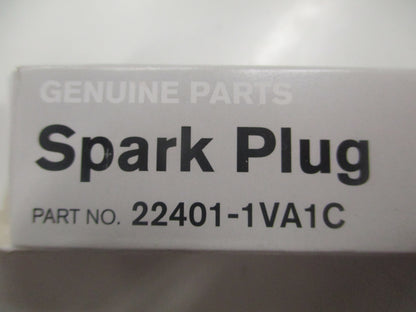 GENUINE PARTS
Spark Plug
PART NO. 22401-1VA1C